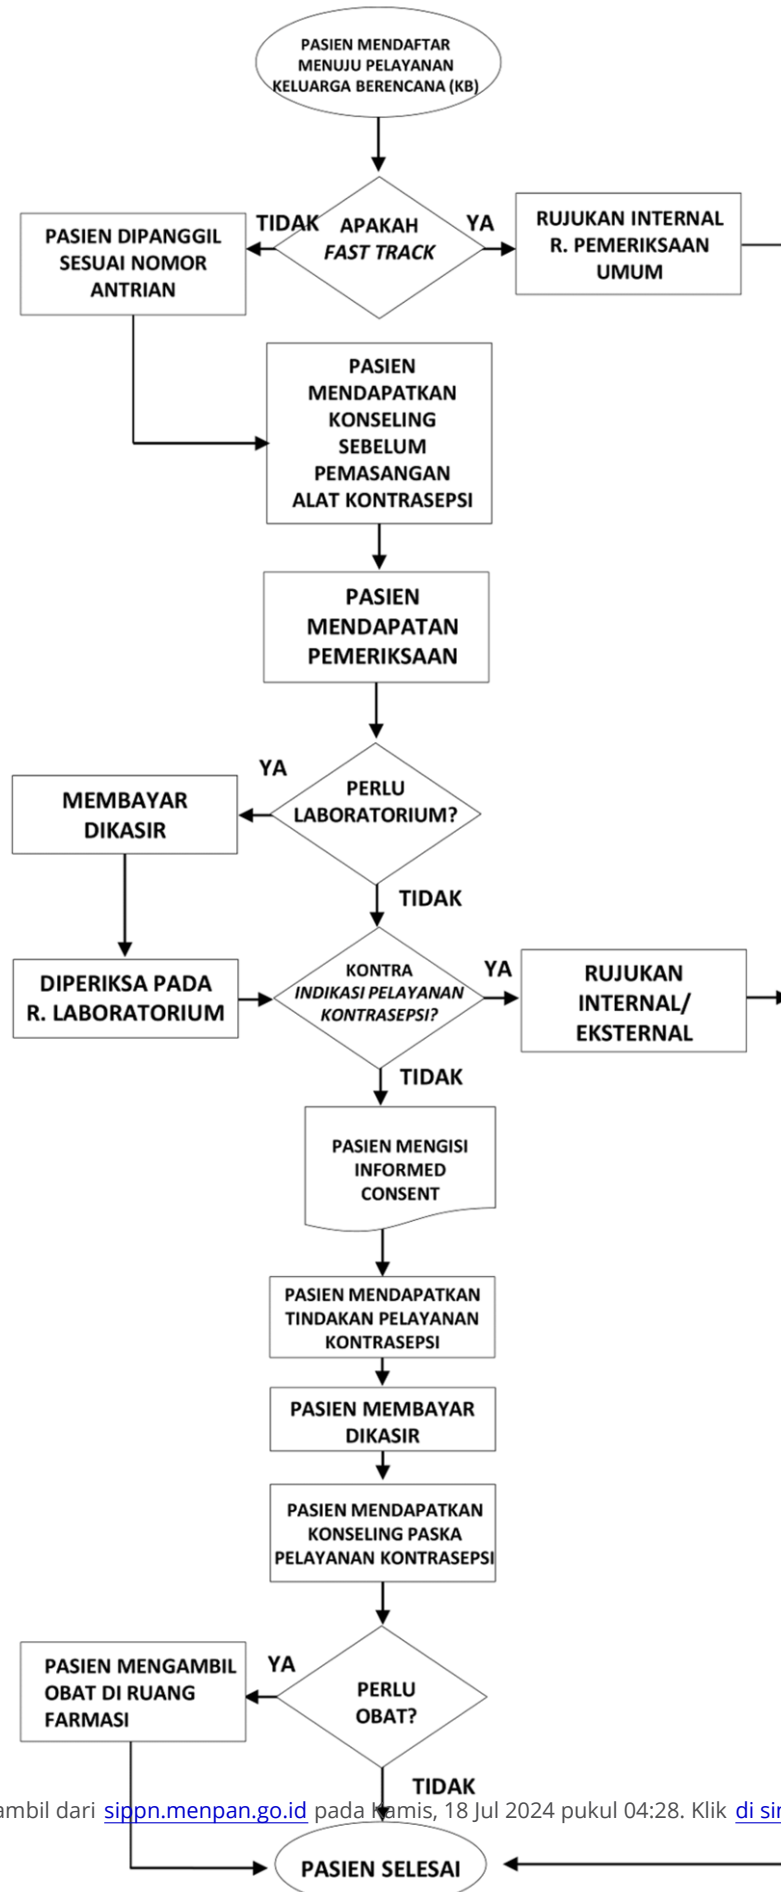 PASIEN MENDAFTAR
MENUJU PELAYANAN
KELUARGA BERENCANA (KB)
TIDAK
APAKAH
FAST TRACK
YA
PASIEN DIPANGGIL
SESUAI NOMOR
ANTRIAN
RUJUKAN INTERNAL
R. PEMERIKSAAN
UMUM
PASIEN
MENDAPATKAN
KONSELING
SEBELUM
PEMASANGAN
ALAT KONTRASEPSI
PASIEN
MENDAPATAN
PEMERIKSAAN
YA
PERLU
LABORATORIUM?
MEMBAYAR
DIKASIR
TIDAK
DIPERIKSA PADA
R. LABORATORIUM
KONTRA
INDIKASI PELAYANAN
KONTRASEPSI?
YA
RUJUKAN
INTERNAL/
EKSTERNAL
TIDAK
PASIEN MENGISI
INFORMED
CONSENT
PASIEN MENDAPATKAN
TINDAKAN PELAYANAN
KONTRASEPSI
PASIEN MEMBAYAR
DIKASIR
PASIEN MENDAPATKAN
KONSELING PASKA
PELAYANAN KONTRASEPSI
PASIEN MENGAMBIL
OBAT DI RUANG
FARMASI
YA
PERLU
OBAT?
TIDAK
ambil dari sippn.menpan.go.id pada Kamis, 18 Jul 2024 pukul 04:28. Klik di
PASIEN SELESAI